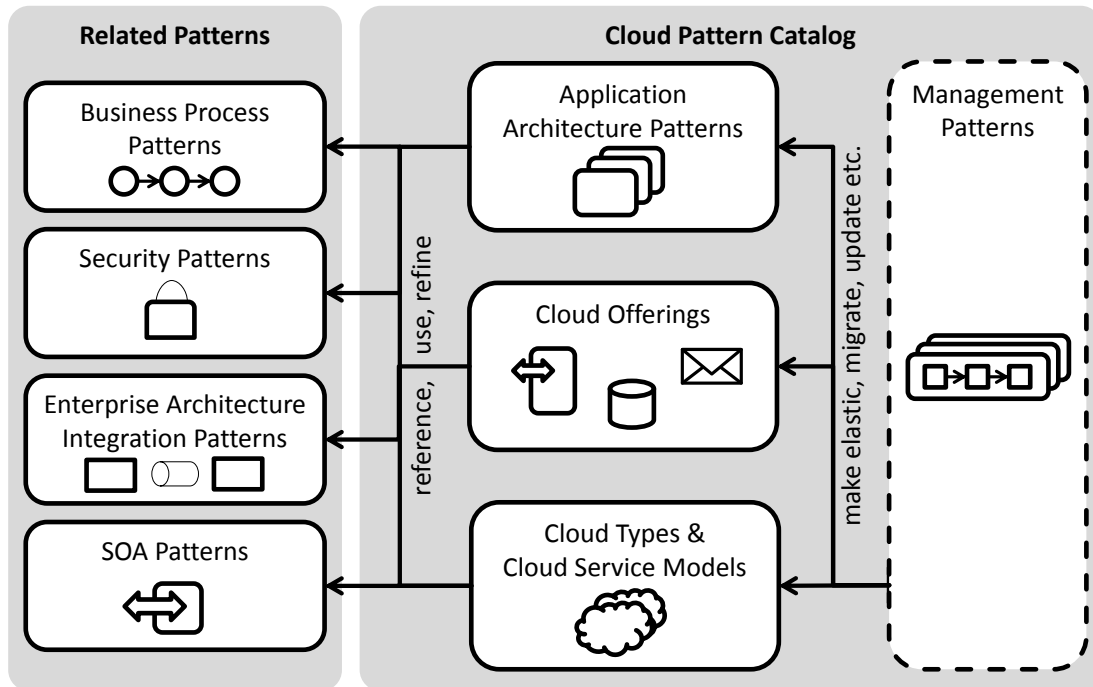 Related Patterns
Business Process
Patterns
Security Patterns
Enterprise Architecture
Integration Patterns
SOA Patterns
reference, use, refine
Cloud Pattern Catalog
Application
Architecture Patterns
Cloud Offerings
Cloud Types &
Cloud Service Models
make elastic, migrate, update etc.
Management
Patterns